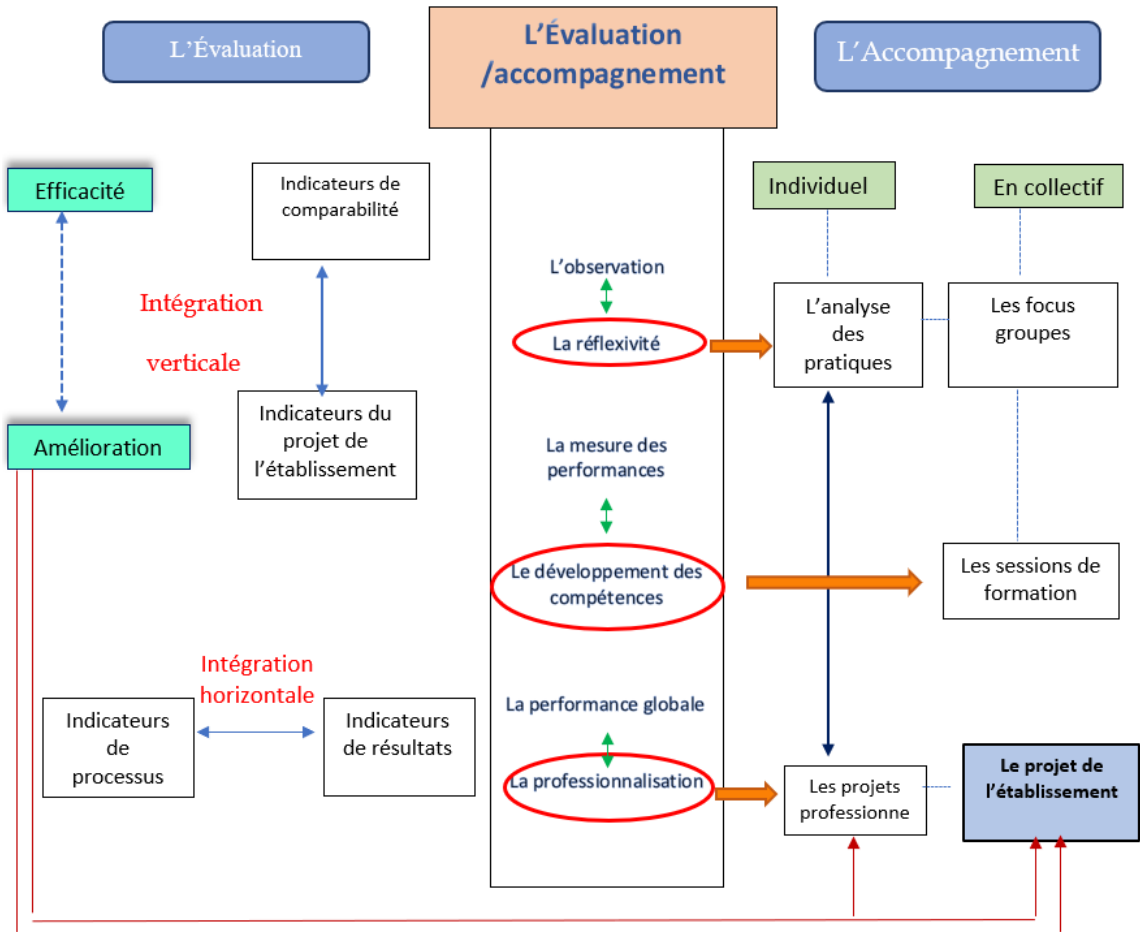 L'Évaluation
L'Évaluation
/accompagnement
L'Accompagnement
Efficacité
Indicateurs de
comparabilité
Individuel
En collectif
Intégration
verticale
L'observation
La réflexivité
L'analyse
des
pratiques
Les focus
groupes
Amélioration
Indicateurs du
projet de
l'établissement
La mesure des
performances
Le développement des
compétences
Les sessions de
formation
Intégration
horizontale
Indicateurs
de
processus
Indicateurs
de résultats
La performance globale
La professionnalisation
Les projets
professionne
Le projet de
l'établissement